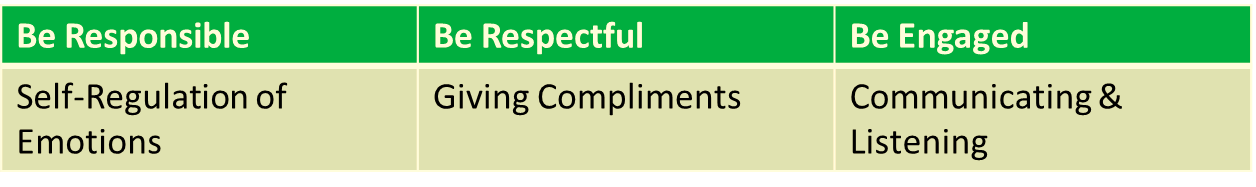 Be Responsible
Be Respectful
Be Engaged
Self-Regulation of
Emotions
Giving Compliments
Communicating &
Listening